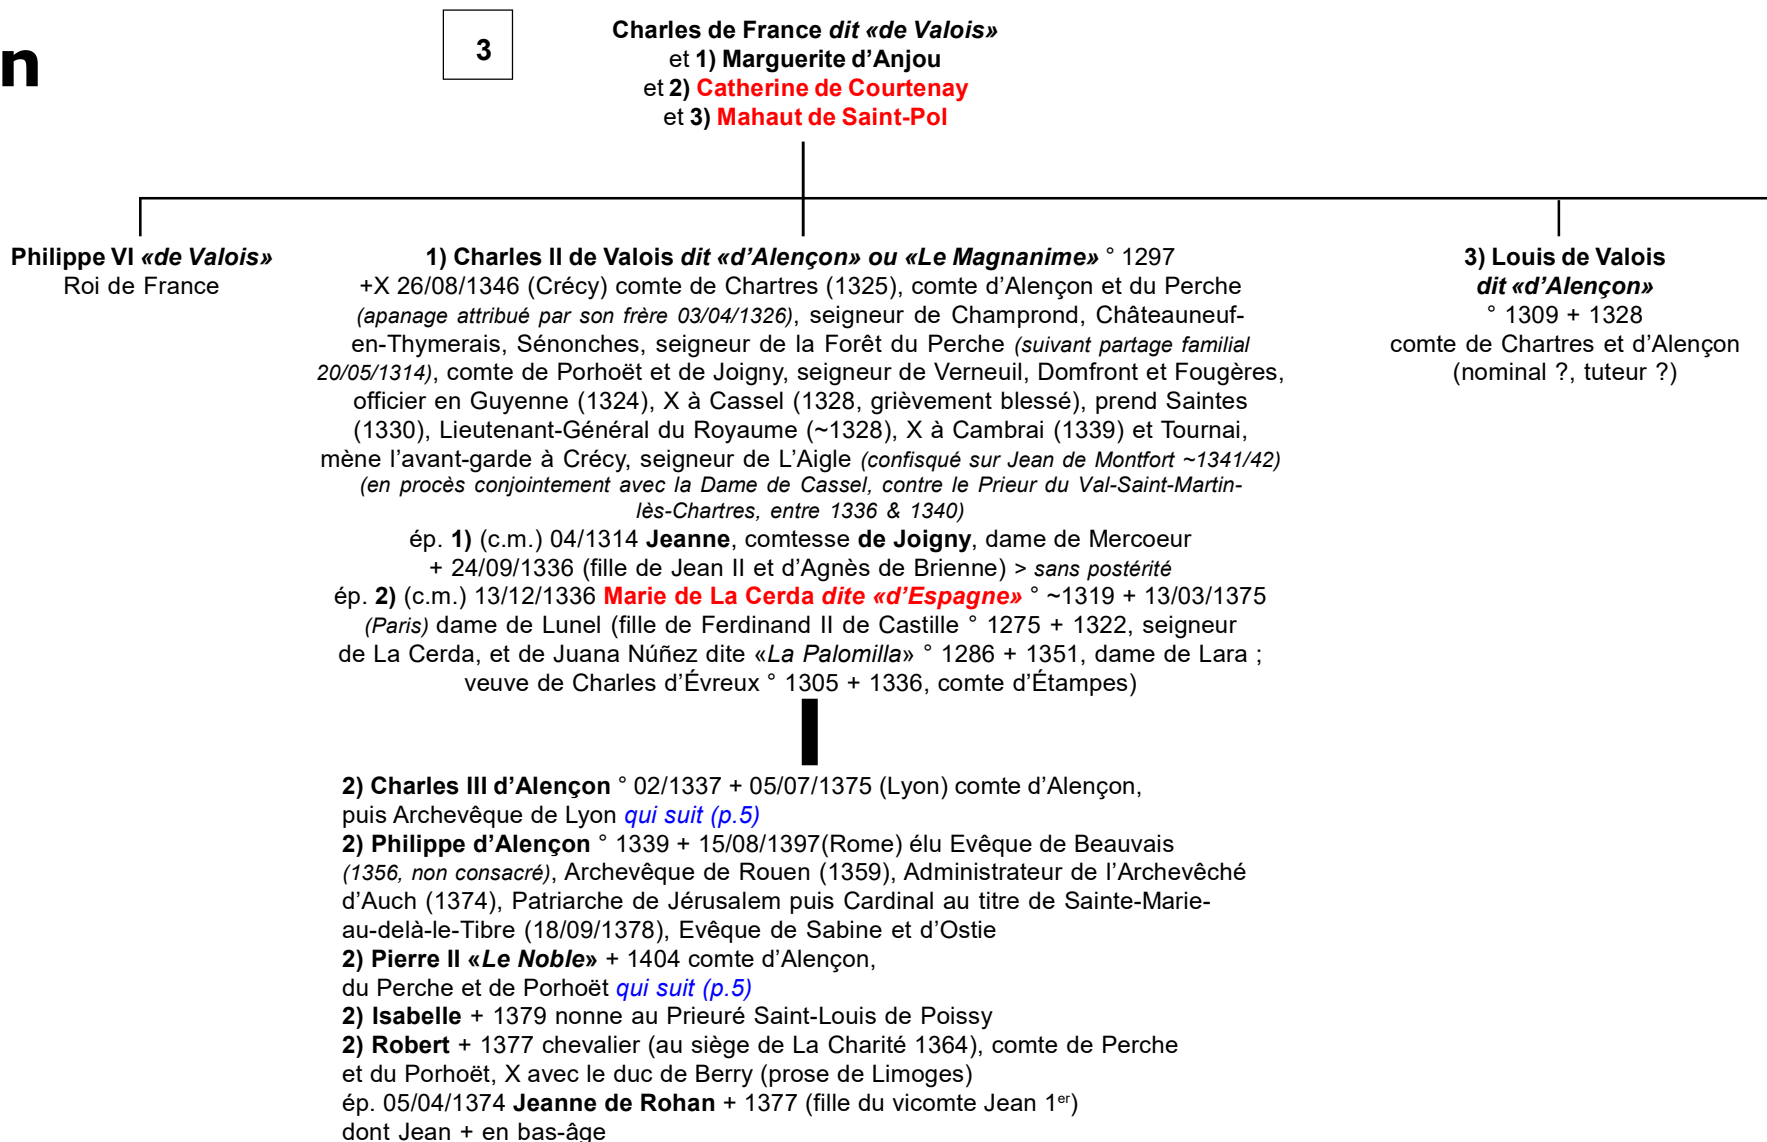 n
3
Charles de France dit «de Valois»
et 1) Marguerite d’Anjou
et 2) Catherine de Courtenay
et 3) Mahaut de Saint-Pol
Philippe VI «de Valois»
Roi de France
1) Charles II de Valois dit «d’Alençon» ou «Le Magnanime» ° 1297
+X 26/08/1346 (Crécy) comte de Chartres (1325), comte d’Alençon et du Perche
(apanage attribué par son frère 03/04/1326), seigneur de Champrond, Châteauneuf-
en-Thymerais, Sénonches, seigneur de la Forêt du Perche (suivant partage familial
20/05/1314), comte de Porhoët et de Joigny, seigneur de Verneuil, Domfront et Fougères,
officier en Guyenne (1324), X à Cassel (1328, grièvement blessé), prend Saintes
(1330), Lieutenant-Général du Royaume (~1328), X à Cambrai (1339) et Tournai,
mène l’avant-garde à Crécy, seigneur de L’Aigle (confisqué sur Jean de Montfort ~1341/42)
(en procès conjointement avec la Dame de Cassel, contre le Prieur du Val-Saint-Martin-
lès-Chartres, entre 1336 & 1340)
ép. 1) (c.m.) 04/1314 Jeanne, comtesse de Joigny, dame de Mercoeur
+ 24/09/1336 (fille de Jean II et d’Agnès de Brienne) > sans postérité
ép. 2) (c.m.) 13/12/1336 Marie de La Cerda dite «d’Espagne» ° ~1319 + 13/03/1375
(Paris) dame de Lunel (fille de Ferdinand II de Castille ° 1275 + 1322, seigneur
de La Cerda, et de Juana Núñez dite «La Palomilla» ° 1286 + 1351, dame de Lara ;
veuve de Charles d’Évreux ° 1305 + 1336, comte d’Étampes)
3) Louis de Valois
dit «d’Alençon»
° 1309 + 1328
comte de Chartres et d’Alençon
(nominal ?, tuteur ?)
2) Charles III d’Alençon ° 02/1337 + 05/07/1375 (Lyon) comte d’Alençon,
puis Archevêque de Lyon qui suit (p.5)
2) Philippe d’Alençon ° 1339 + 15/08/1397(Rome) élu Evêque de Beauvais
(1356, non consacré), Archevêque de Rouen (1359), Administrateur de l’Archevêché
d’Auch (1374), Patriarche de Jérusalem puis Cardinal au titre de Sainte-Marie-
au-delà-le-Tibre (18/09/1378), Evêque de Sabine et d’Ostie
2) Pierre II «Le Noble» + 1404 comte d’Alençon,
du Perche et de Porhoët qui suit (p.5)
2) Isabelle + 1379 nonne au Prieuré Saint-Louis de Poissy
2) Robert + 1377 chevalier (au siège de La Charité 1364), comte de Perche
et du Porhoët, X avec le duc de Berry (prose de Limoges)
ép. 05/04/1374 Jeanne de Rohan + 1377 (fille du vicomte Jean 1er)
dont Jean + en bas-âge